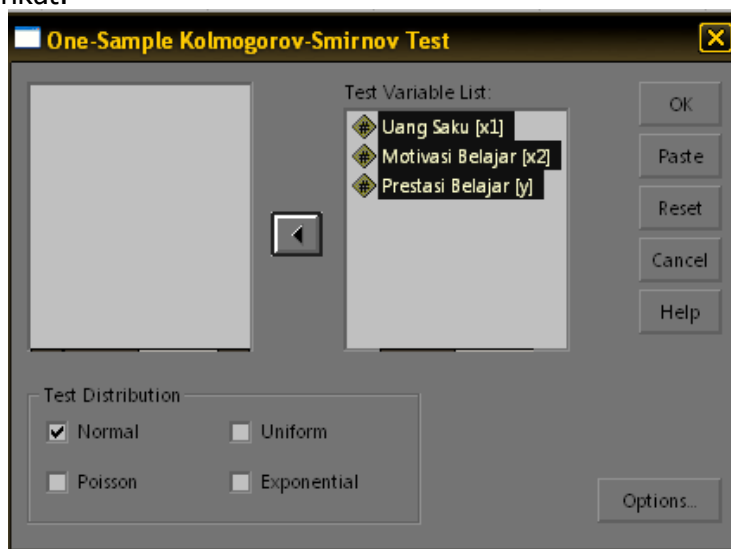 One-Sample Kolmogorov-Smirnov Test
Test Variable List:
Uang Saku [x1]
Motivasi Belajar [x2]
Prestasi Belajar [y]
OK
Paste
Reset
Cancel
Help
Test Distribution
Normal
Uniform
Poisson
Exponential
Options...